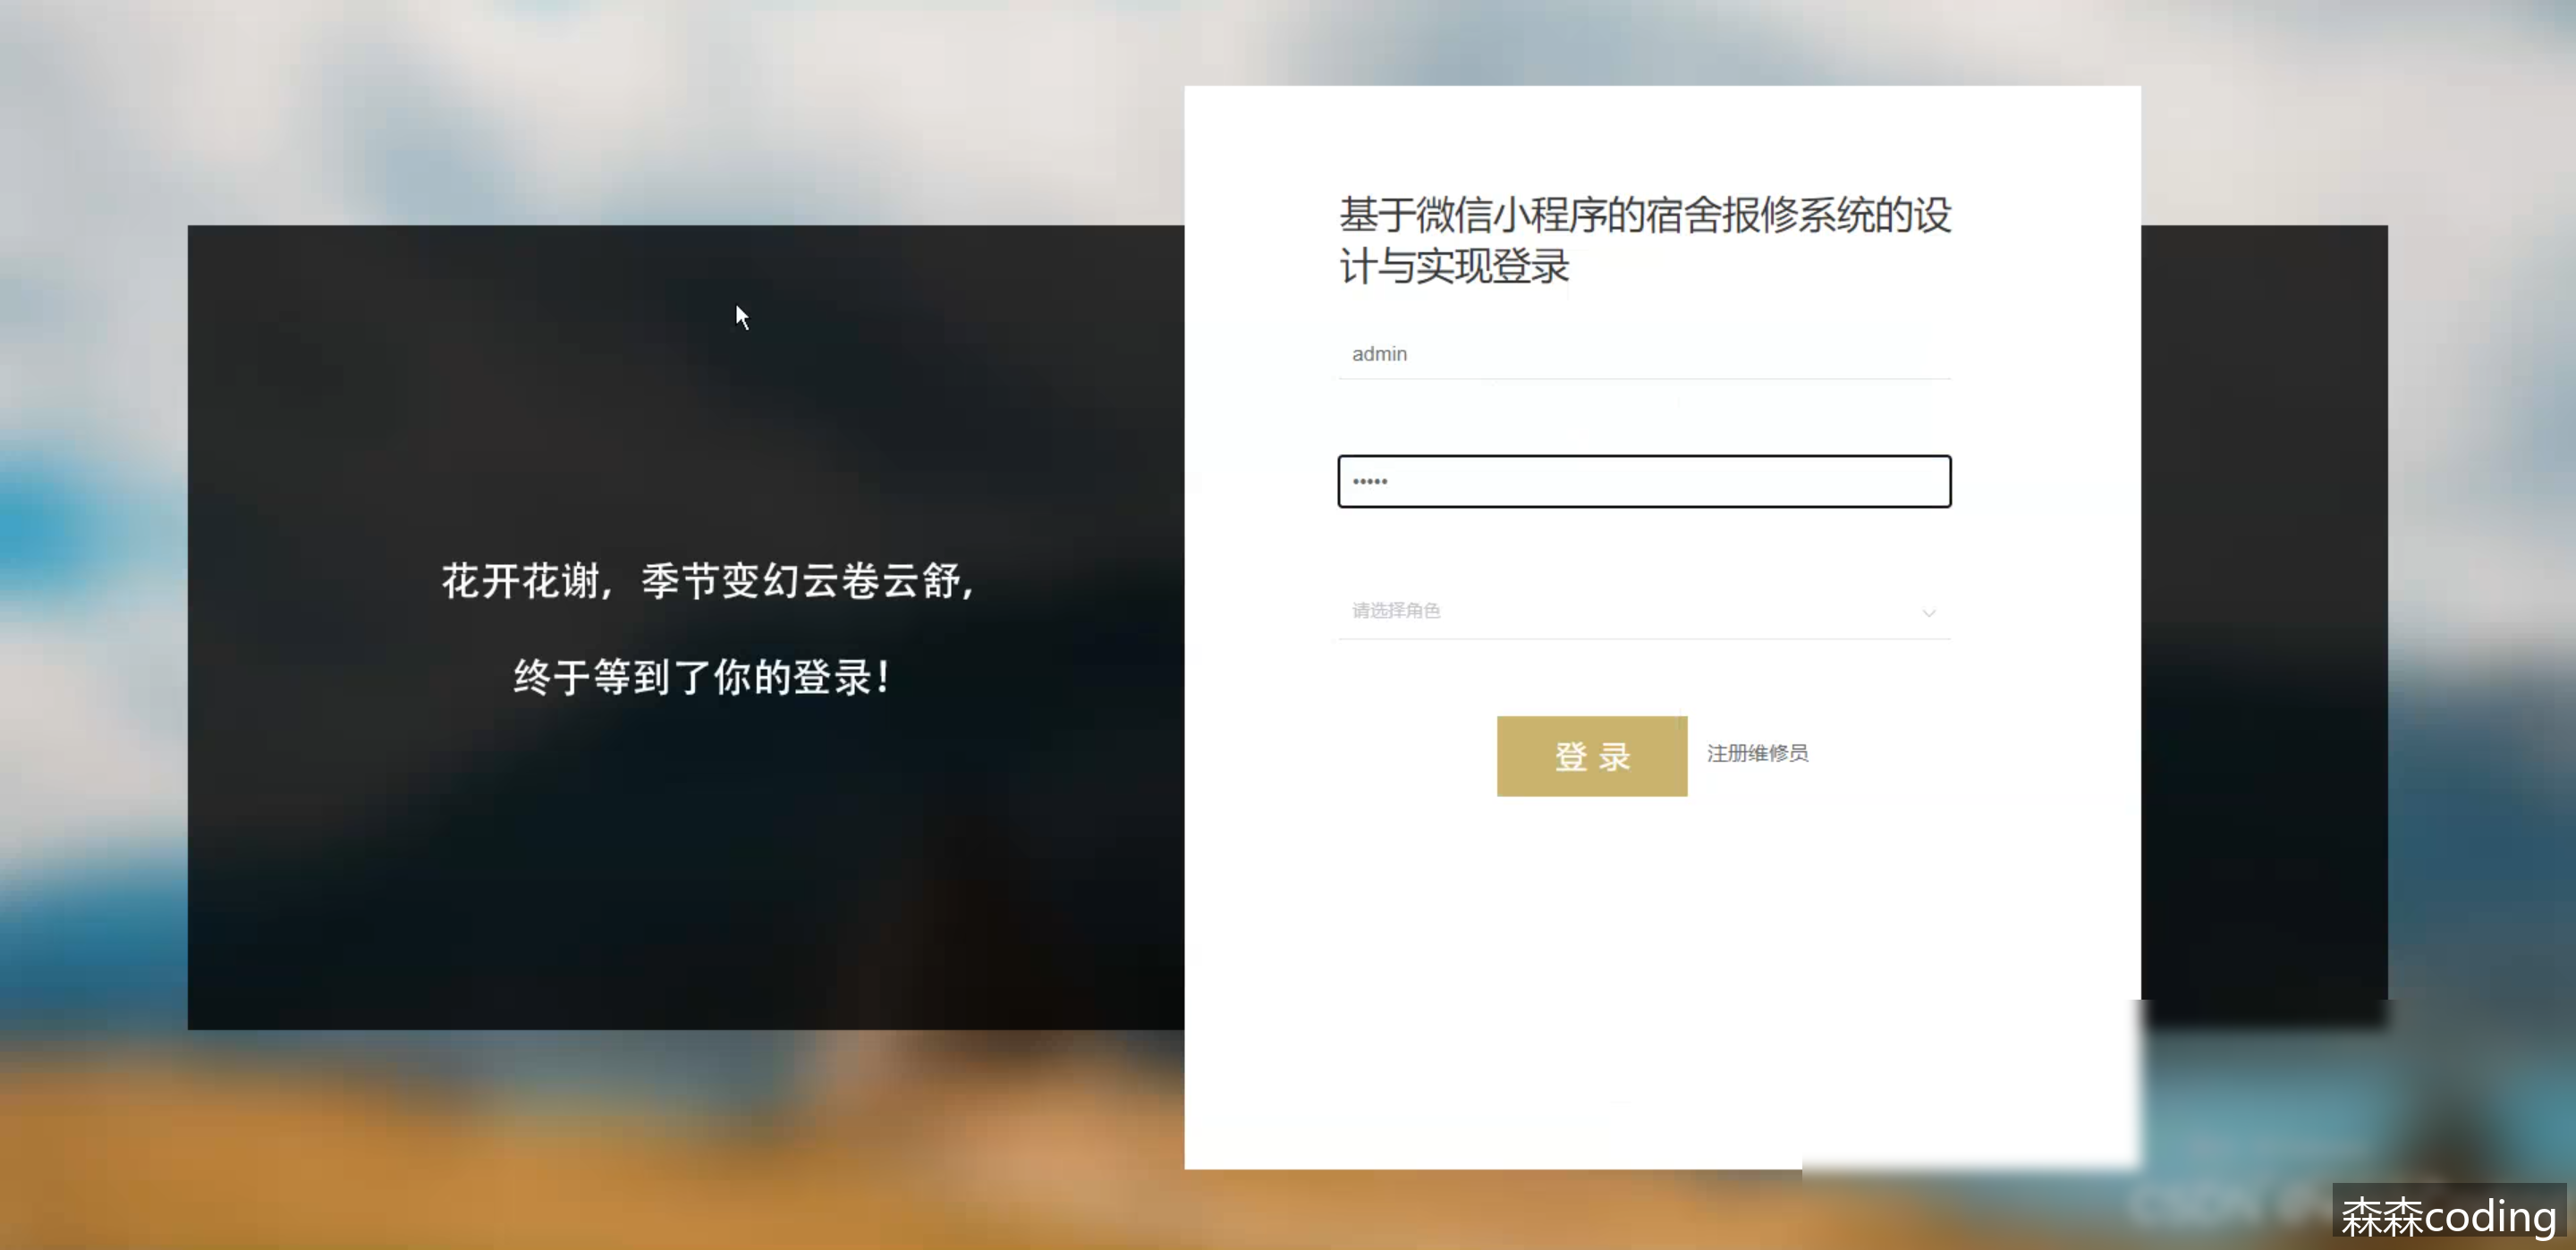 花开花谢，季节变幻云卷云舒,
终于等到了你的登录!
基于微信小程序的宿舍报修系统的设
计与实现登录
admin
•••••
请选择角色
登 录
注册维修员
森森coding